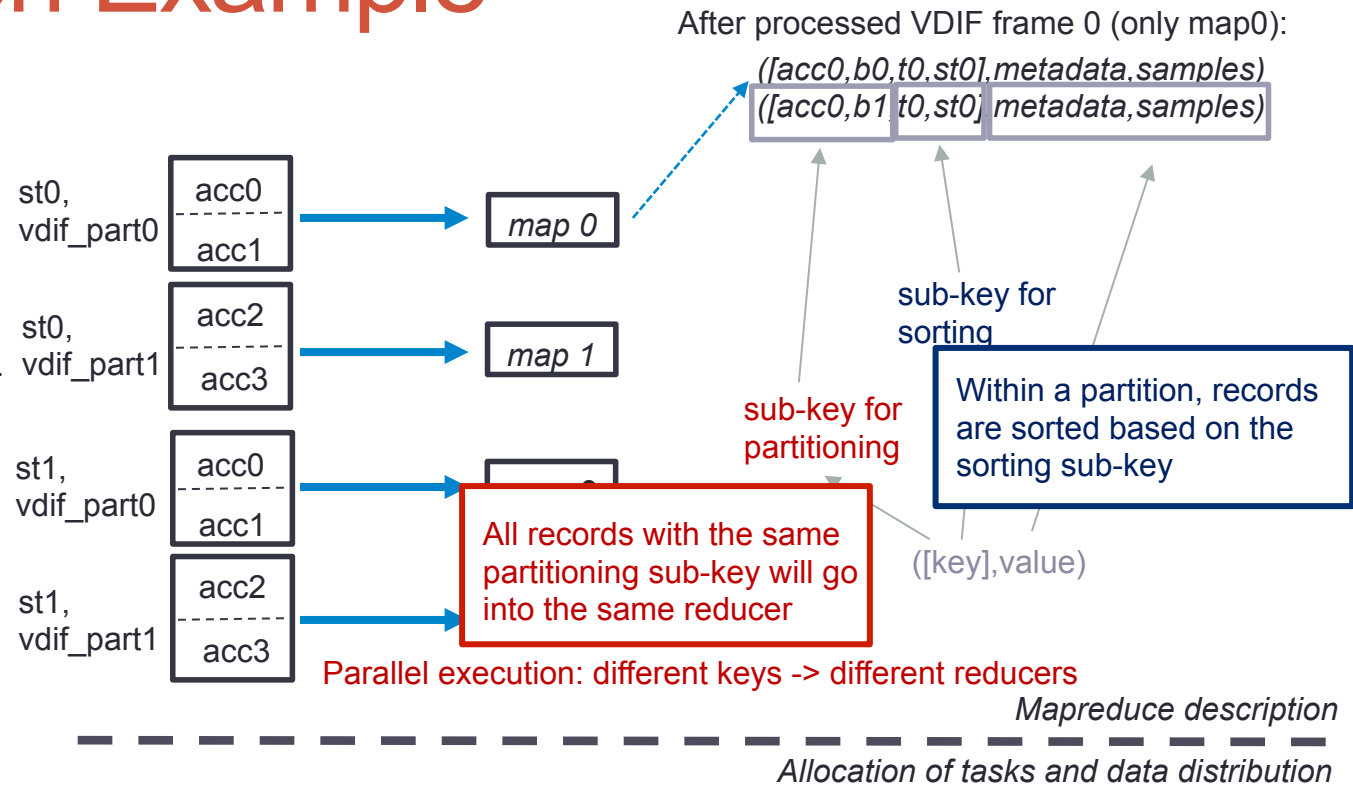 Example
After processed VDIF frame 0 (only map0):
([acc0,b0,t0,st0],metadata,samples)
([acc0,b1,t0,st0],metadata,samples)
st0,
vdif_part0
acc0
acc1
map 0
st0,
vdif_part1
acc2
acc3
map 1
sub-key for
sorting
sub-key for
partitioning
Within a partition, records
are sorted based on the
sorting sub-key
st1,
vdif_part0
acc0
acc1
All records with the same
partitioning sub-key will go
into the same reducer
([key],value)
st1,
vdif_part1
acc2
acc3
Parallel execution: different keys -> different reducers
Mapreduce description
Allocation of tasks and data distribution